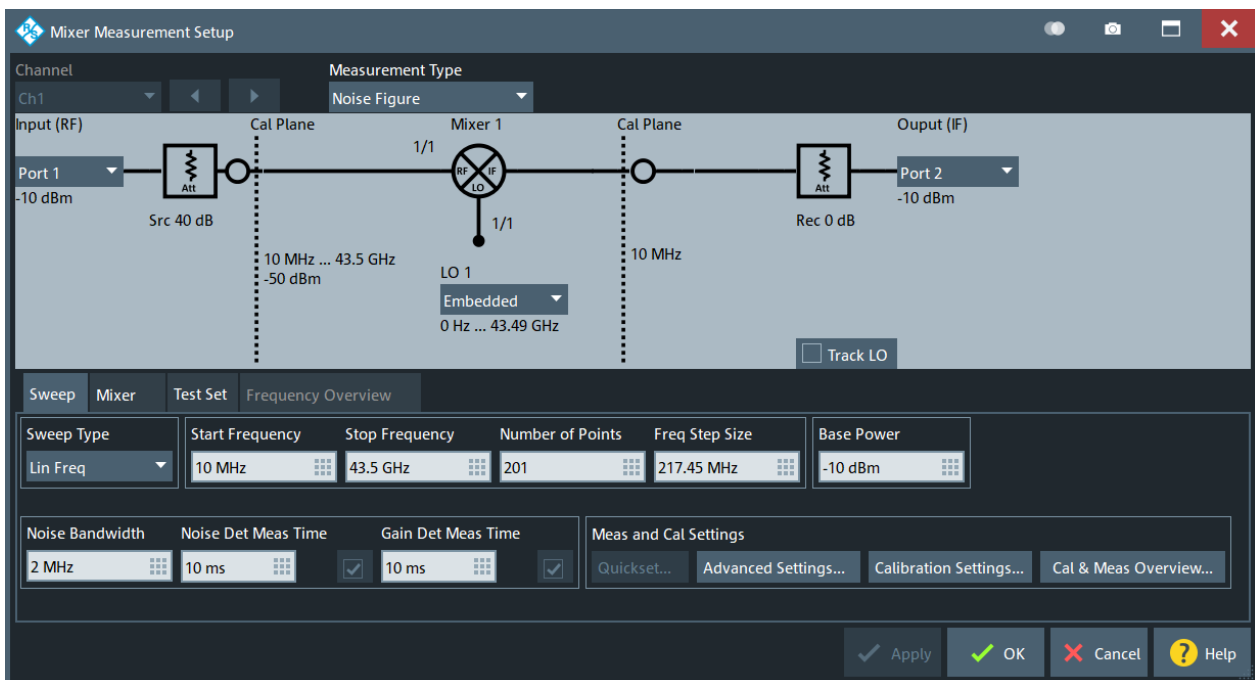 Mixer Measurement Setup
Channel
Measurement Type
Ch1
Noise Figure
Input (RF)
Cal Plane
Mixer 1
Cal Plane
Ouput (IF)
1/1
Port 1
Att
RF
IF
LO
Att
Port 2
-10 dBm
-10 dBm
Src 40 dB
1/1
Rec 0 dB
10 MHz ... 43.5 GHz
-50 dBm
10 MHz
LO 1
Embedded
0 Hz ... 43.49 GHz
Track LO
Sweep Mixer Test Set Frequency Overview
Sweep Type
Start Frequency
Stop Frequency
Number of Points
Freq Step Size
Base Power
Lin Freq
10 MHz
43.5 GHz
201
217.45 MHz
-10 dBm
Noise Bandwidth
Noise Det Meas Time
Gain Det Meas Time
Meas and Cal Settings
2 MHz
10 ms
10 ms
Quickset...
Advanced Settings...
Calibration Settings...
Cal & Meas Overview...
Apply
OK
Cancel
? Help